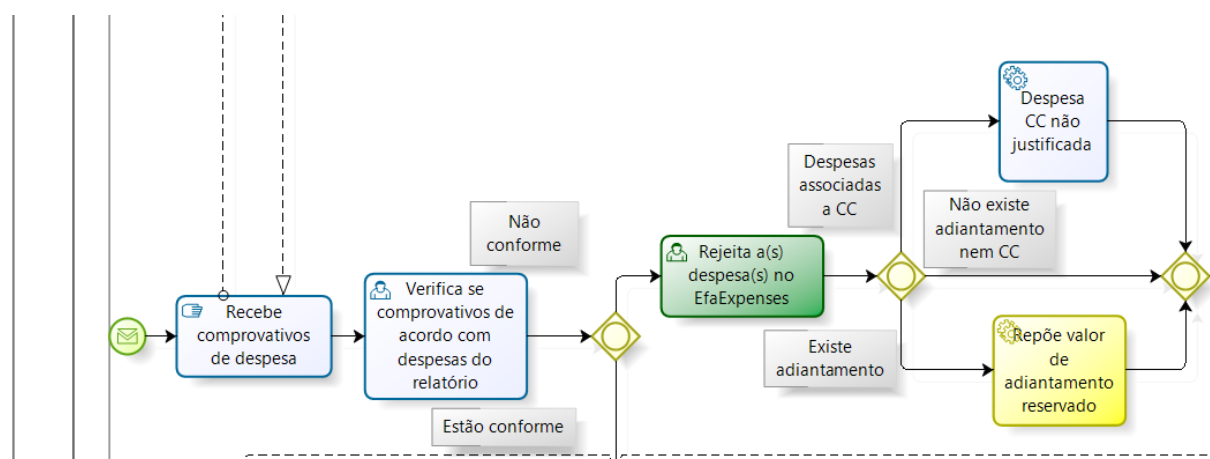 Recebe
comprovativos
de despesa
Verifica se
comprovativos de
acordo com
despesas do
relatório
Não
conforme
Estão conforme
Rejeita a(s)
despesa(s) no
EfaExpenses
Despesas
associadas
a CC
Despesa
CC não
justificada
Não existe
adiantamento
nem CC
Existe
adiantamento
Repõe valor
de
adiantamento
reservado